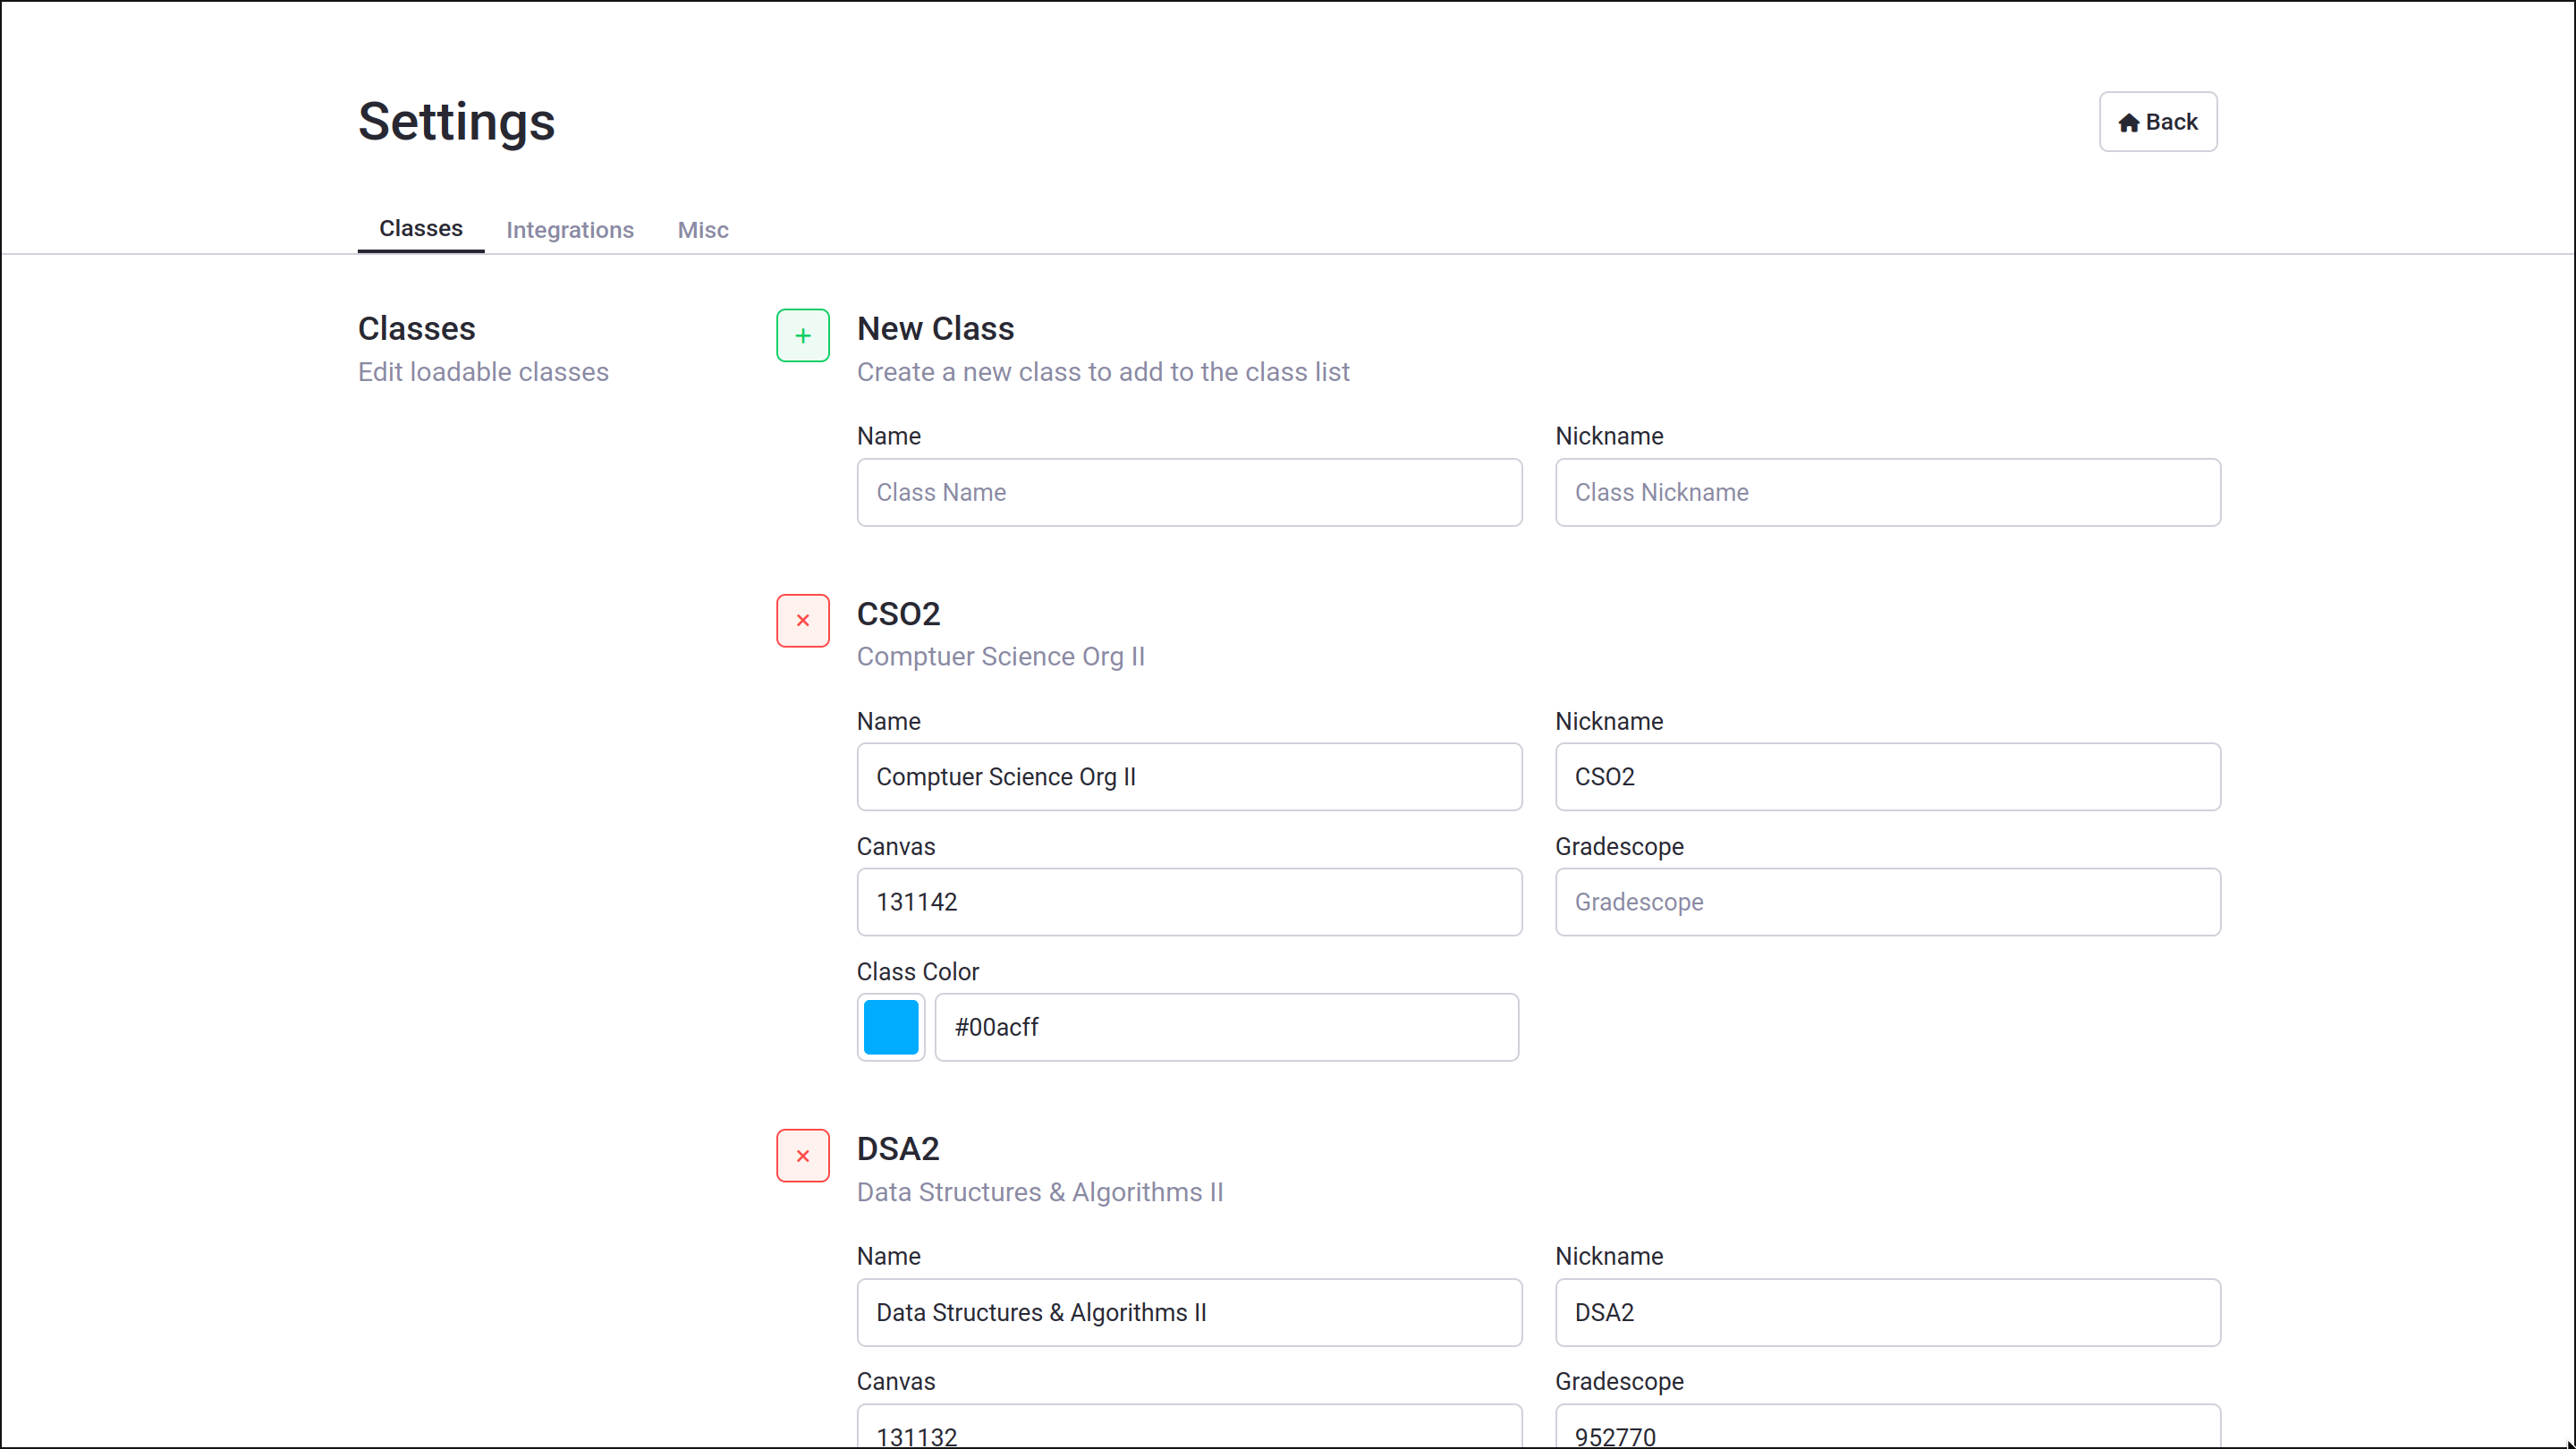 Settings
Back
Classes Integrations Misc
Classes
Edit loadable classes
+
New Class
Create a new class to add to the class list
Name Nickname
Class Name Class Nickname
×
CSO2
Comptuer Science Org II
Name Nickname
Comptuer Science Org II CSO2
Canvas Gradescope
131142 Gradescope
Class Color
#00acff
×
DSA2
Data Structures & Algorithms II
Name Nickname
Data Structures & Algorithms II DSA2
Canvas Gradescope
131132 952770